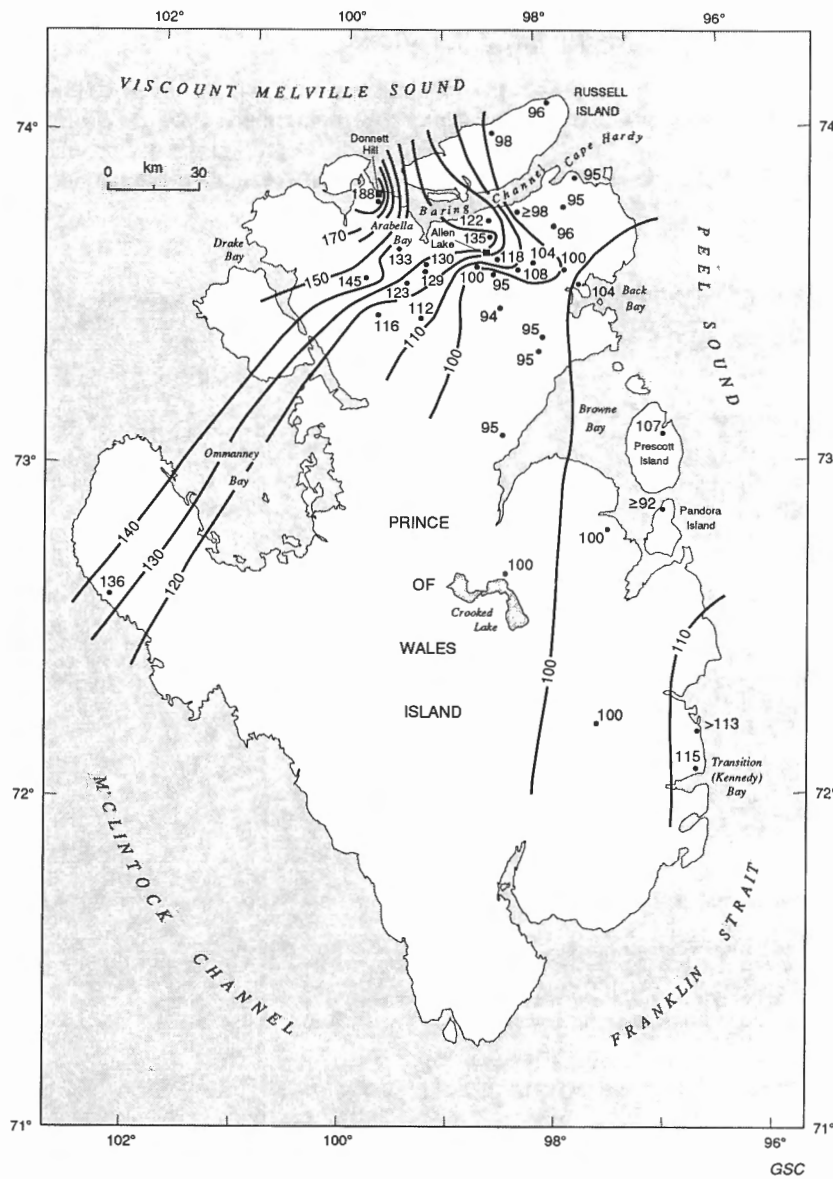 102° 100° 98° 96°
VISCOUNT MELVILLE SOUND
RUSSELL
ISLAND
96
74° 74°
Donnett
Hill
98
km
0 30
Cape Hardy
Baring Channel
95
188
95
≥98
122
96
170
Arabella
Bay
Allen
Lake
135
PEEL SOUND
Drake
Bay
133
130
118
104
100
150
145
129
100
108
123
95
104
Back
Bay
112
116
94
110
95
100
95
Browne
Bay
95
107
Prescott
Island
73° 73°
Ommanney
Bay
≥92
Pandora
Island
PRINCE
140
100
130
100
136
120
OF
Crooked
Lake
WALES
110
100
ISLAND
100
>113
115
Transition
(Kennedy)
Bay
72° 72°
M'CLINTOCK CHANNEL
FRANKLIN STRAIT
71° 71°
102° 100° 98° 96°
GSC